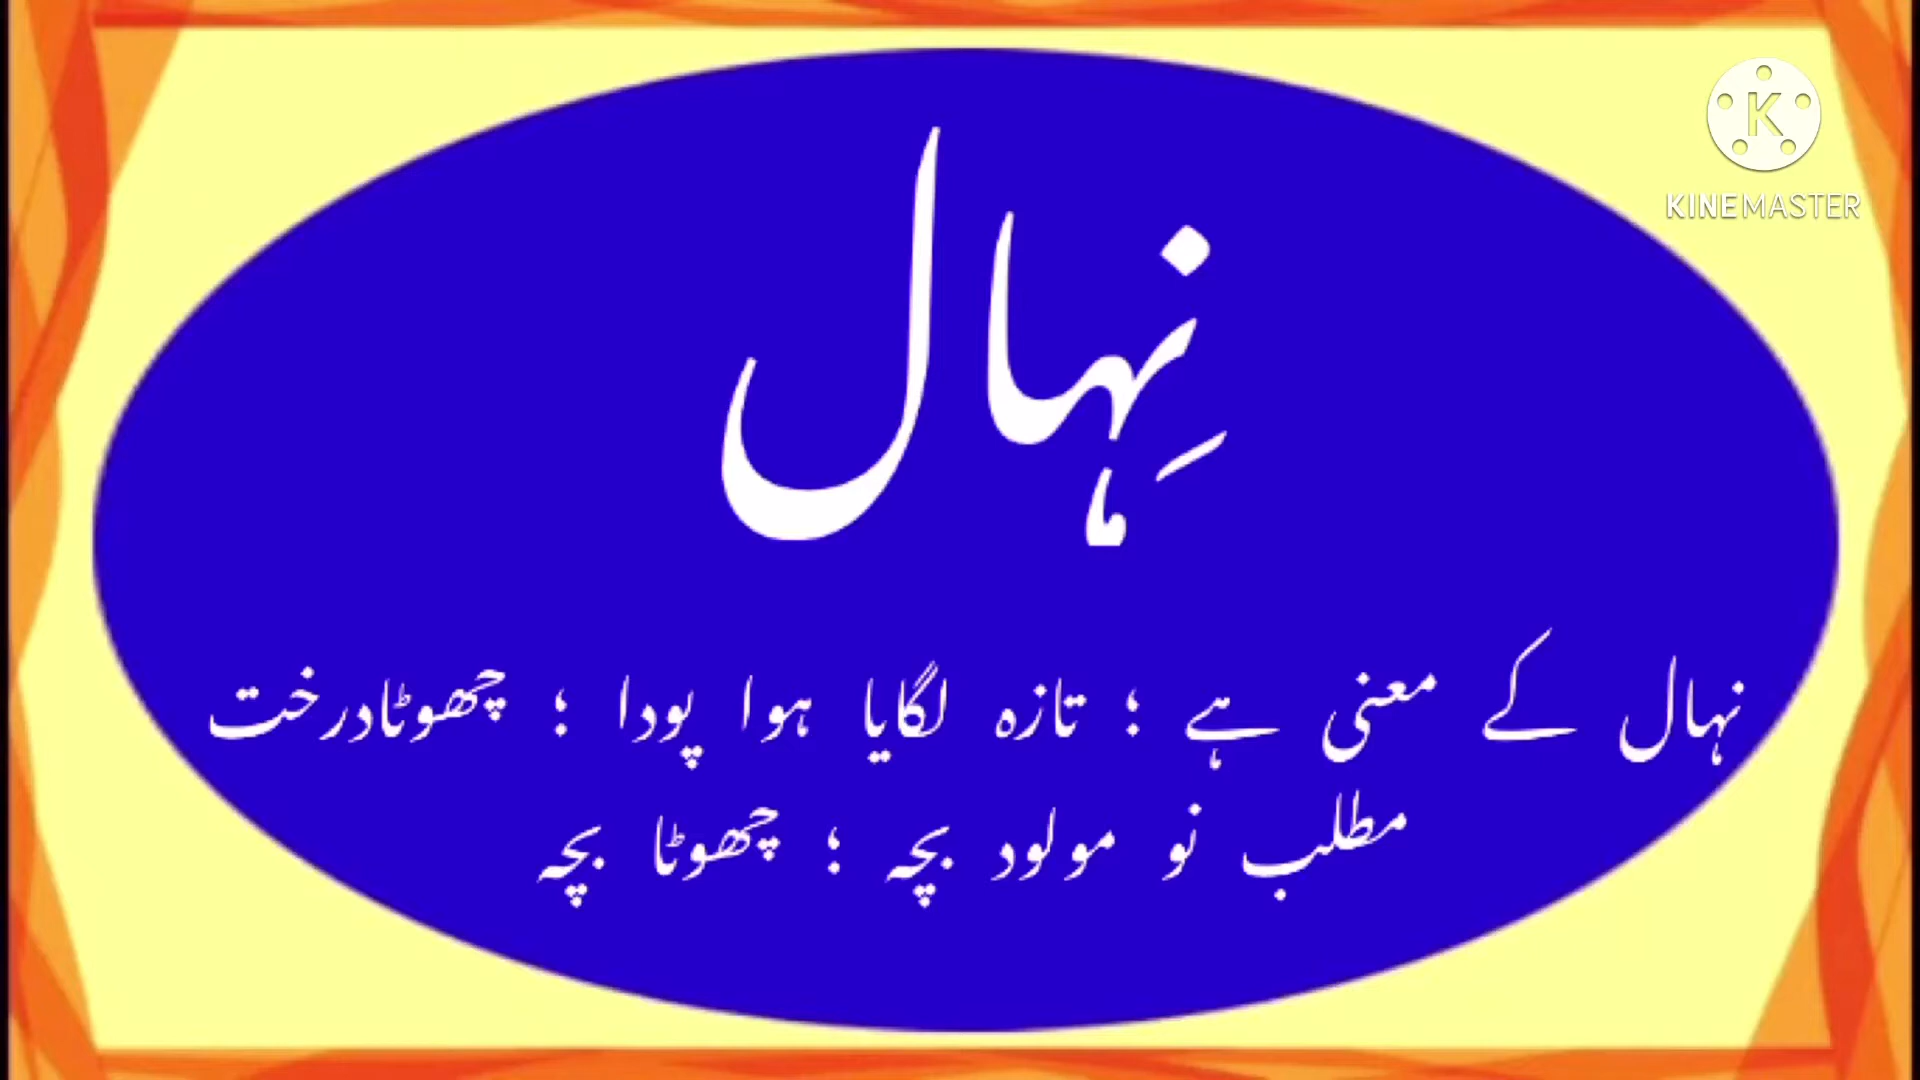 KINEMASTER
نِہال
نہال کے معنی ہے ؛ تازہ لگایا ہوا پودا ؛ چھوٹادرخت
مطلب نو مولود بچہ ؛ چھوٹا بچہ